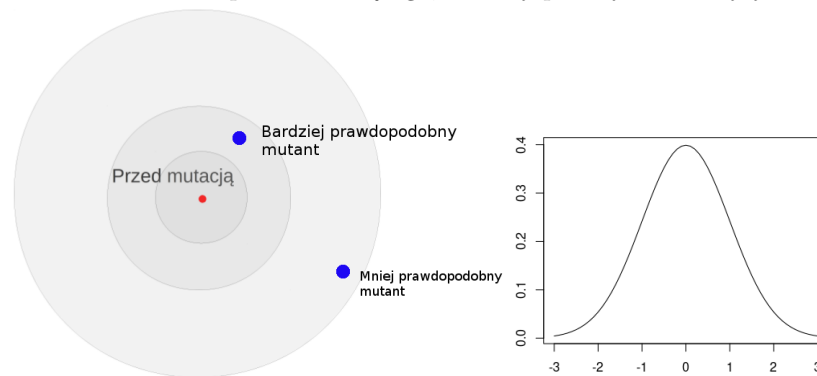 Bardziej prawdopodobny
mutant
Przed mutacją
Mniej prawdopodobny
mutant
0.4
0.3
0.2
0.1
0.0
-3 -2 -1 0 1 2 3